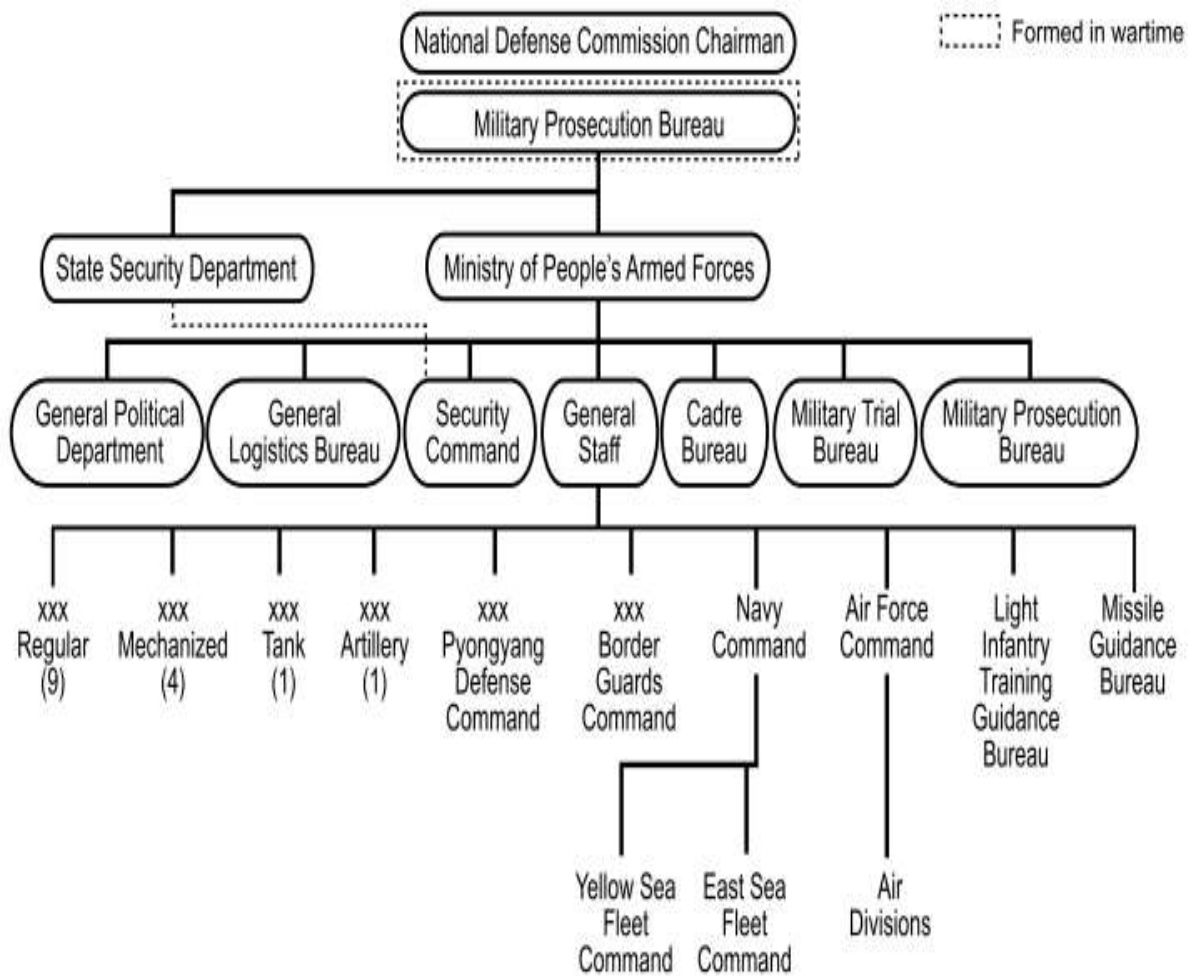 National Defense Commission Chairman
Formed in wartime
Military Prosecution Bureau
State Security Department
Ministry of People's Armed Forces
General Political
Department
General
Logistics Bureau
Security
Command
General
Staff
Cadre
Bureau
Military Trial
Bureau
Military Prosecution
Bureau
xxx
Regular
(9)
xxx
Mechanized
(4)
xxx
Tank
(1)
xxx
Artillery
(1)
xxx
Pyongyang
Defense
Command
xxx
Border
Guards
Command
Navy
Command
Air Force
Command
Light
Infantry
Training
Guidance
Bureau
Missile
Guidance
Bureau
Yellow Sea
Fleet
Command
East Sea
Fleet
Command
Air
Divisions